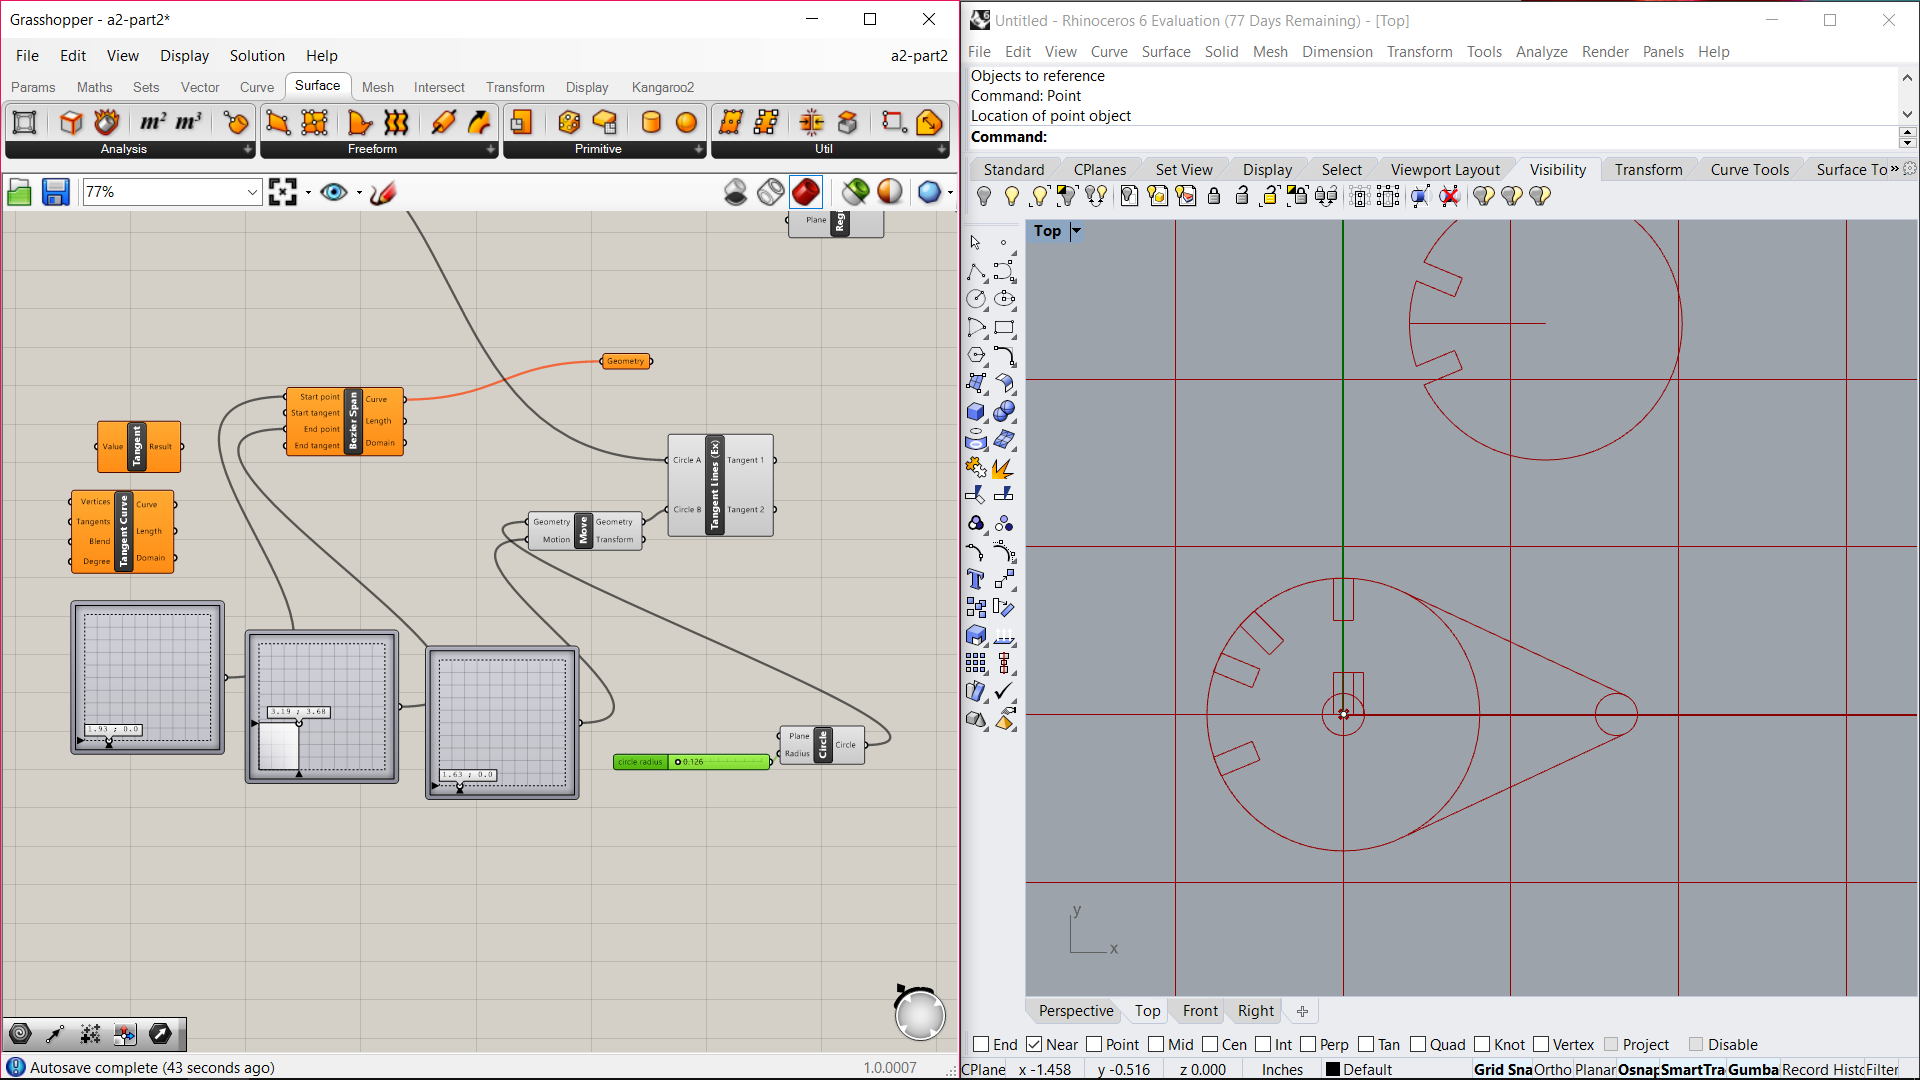 Grasshopper - a2-part2*
File Edit View Display Solution Help
a2-part2
Params Maths Sets Vector Curve Surface Mesh Intersect Transform Display Kangaroo2
m² m³
Analysis
Freeform
Primitive
Util
77%
Plane
Reg
Geometry
Start point
Start tangent
End point
End tangent
Bezier Span
Curve
Length
Domain
Value
Tangent
Result
Vertices
Tangents
Blend
Degree
Tangent Curve
Curve
Length
Domain
Circle A
Circle B
Tangent Lines (Ex)
Tangent 1
Tangent 2
Geometry
Motion
Move
Geometry
Transform
1.93 ; 0.0
3.19 ; 3.68
1.63 ; 0.0
circle radius
0.126
Plane
Radius
Circle
Circle
Autosave complete (43 seconds ago)
1.0.0007
Untitled - Rhinoceros 6 Evaluation (77 Days Remaining) - [Top]
File Edit View Curve Surface Solid Mesh Dimension Transform Tools Analyze Render Panels Help
Objects to reference
Command: Point
Location of point object
Command:
Standard CPlanes Set View Display Select Viewport Layout Visibility Transform Curve Tools Surface To »
Top
y
x
Perspective Top Front Right
End Near Point Mid Cen Int Perp Tan Quad Knot Vertex Project Disable
CPlane x -1.458 y -0.516 z 0.000 Inches Default Grid Sna Ortho Planar Osnap SmartTra Gumba Record Histo Filter